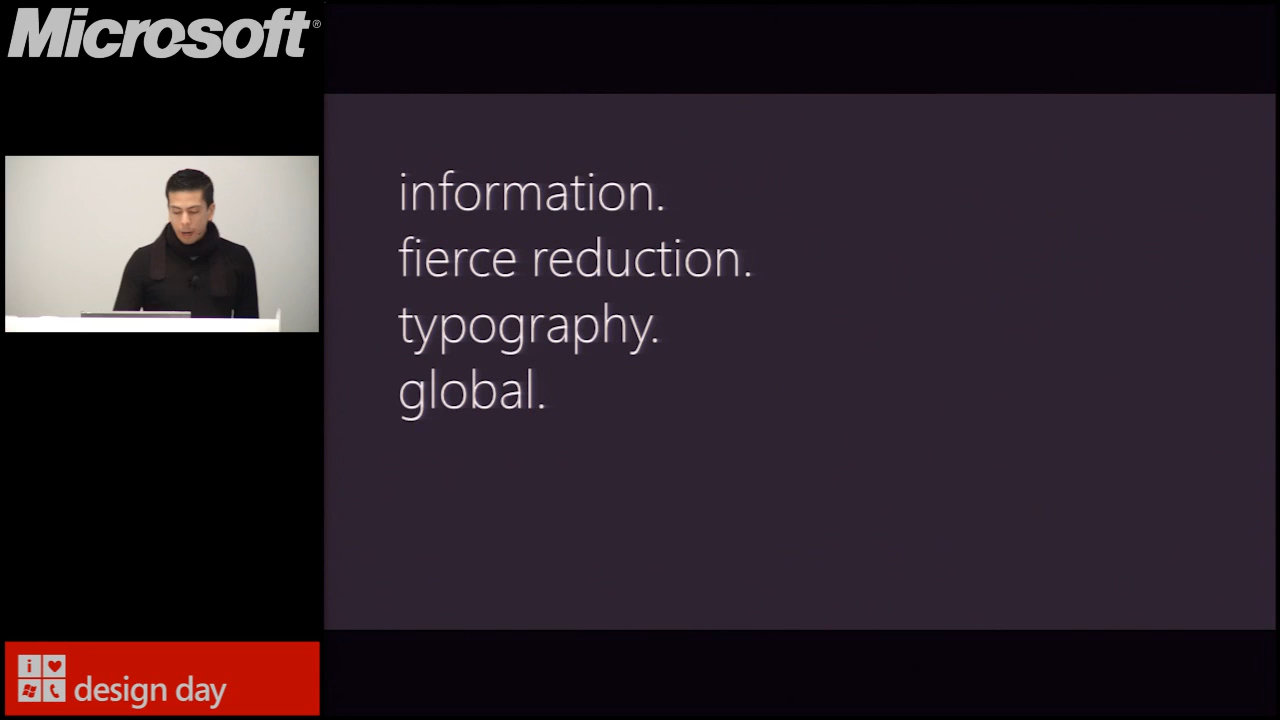 Microsoft®
information.
fierce reduction.
typography.
global.
i
design day